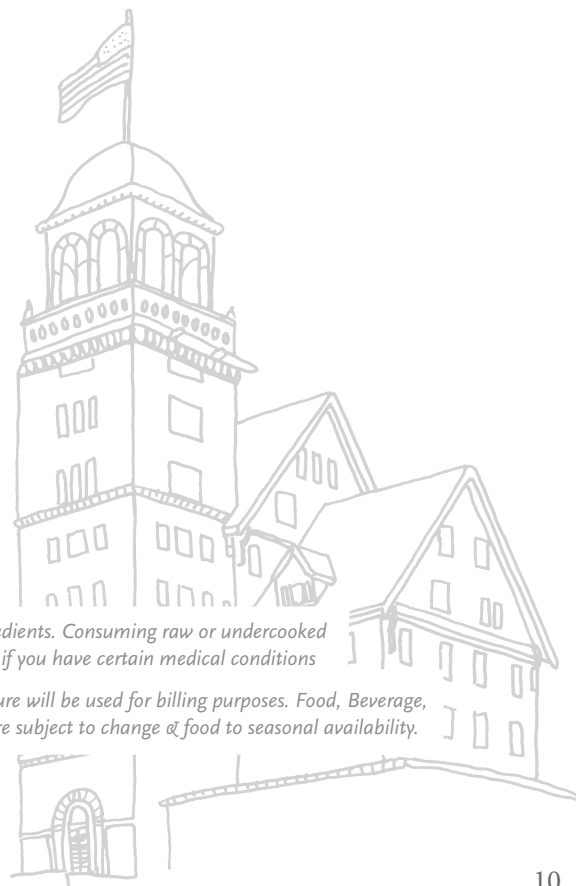 edients. Consuming raw or undercooked
if you have certain medical conditions
ure will be used for billing purposes. Food, Beverage,
re subject to change & food to seasonal availability.
10